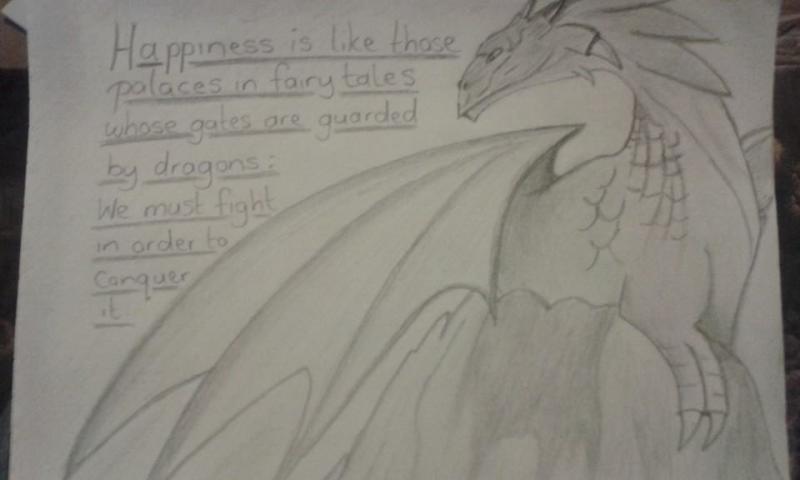 Happiness is like those
palaces in fairy tales
whose gates are guarded
by dragons:
We must fight
in order to
conquer
it.